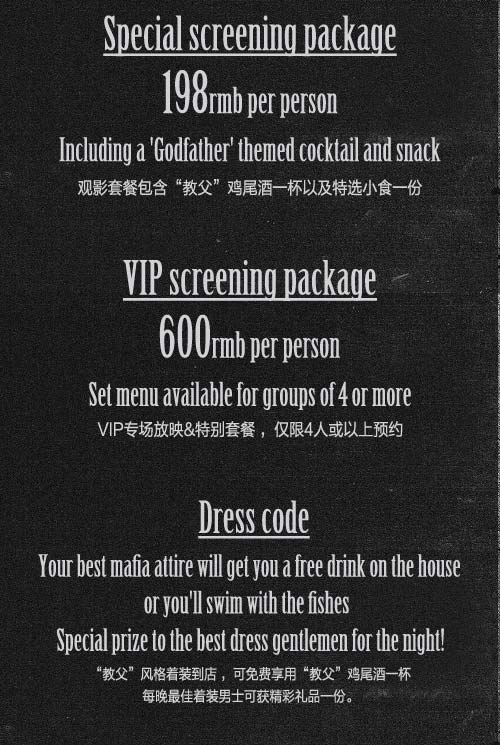 Special screening package
198rmb per person
Including a 'Godfather' themed cocktail and snack
观影套餐包含“教父”鸡尾酒一杯以及特选小食一份
VIP screening package
600rmb per person
Set menu available for groups of 4 or more
VIP专场放映&特别套餐，仅限4人或以上预约
Dress code
Your best mafia attire will get you a free drink on the house
or you'll swim with the fishes
Special prize to the best dress gentlemen for the night!
“教父”风格着装到店，可免费享用“教父”鸡尾酒一杯
每晚最佳着装男士可获精彩礼品一份。